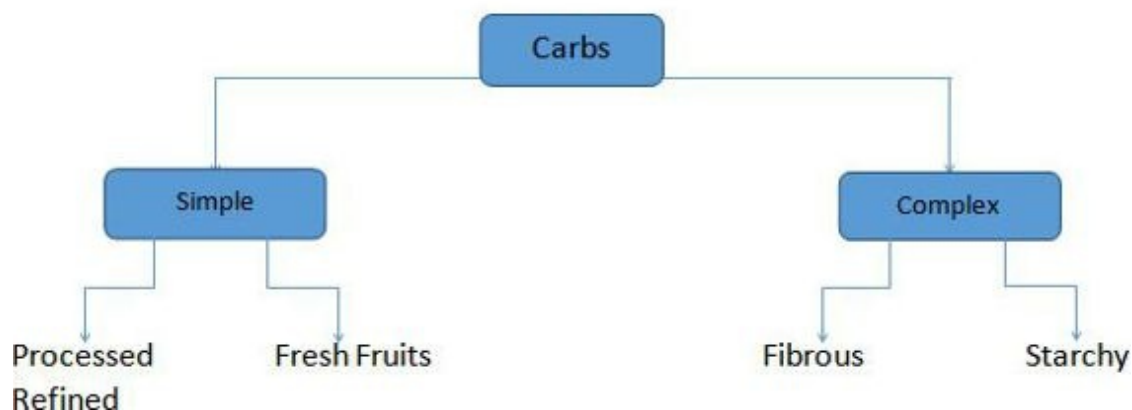 Carbs
Simple
Complex
Processed
Refined
Fresh Fruits
Fibrous
Starchy